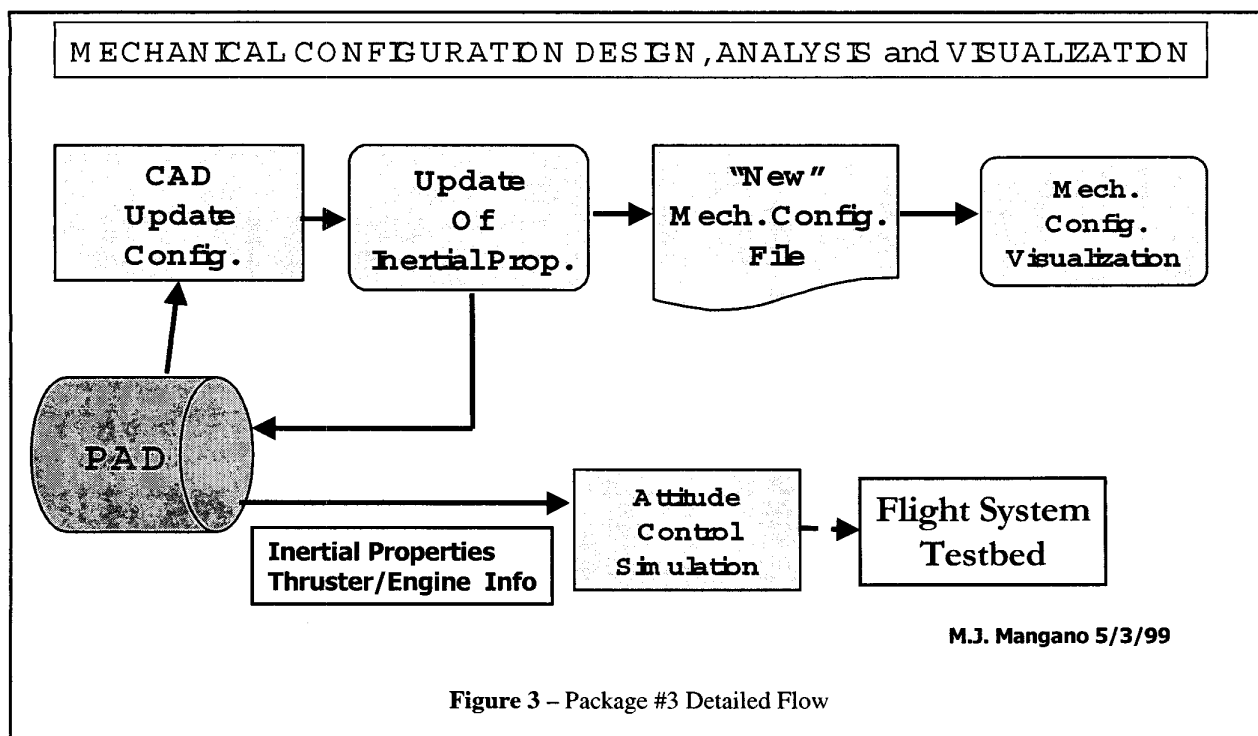 MECHANICAL CONFIGURATION DESIGN, ANALYSIS and VISUALIZATION
CAD
Update
Config.
Update
Of
Inertial Prop.
"New"
Mech. Config.
File
Mech.
Config.
Visualization
PAD
Inertial Properties
Thruster/Engine Info
Attitude
Control
Simulation
Flight System
Testbed
M.J. Mangano 5/3/99
Figure 3 – Package #3 Detailed Flow